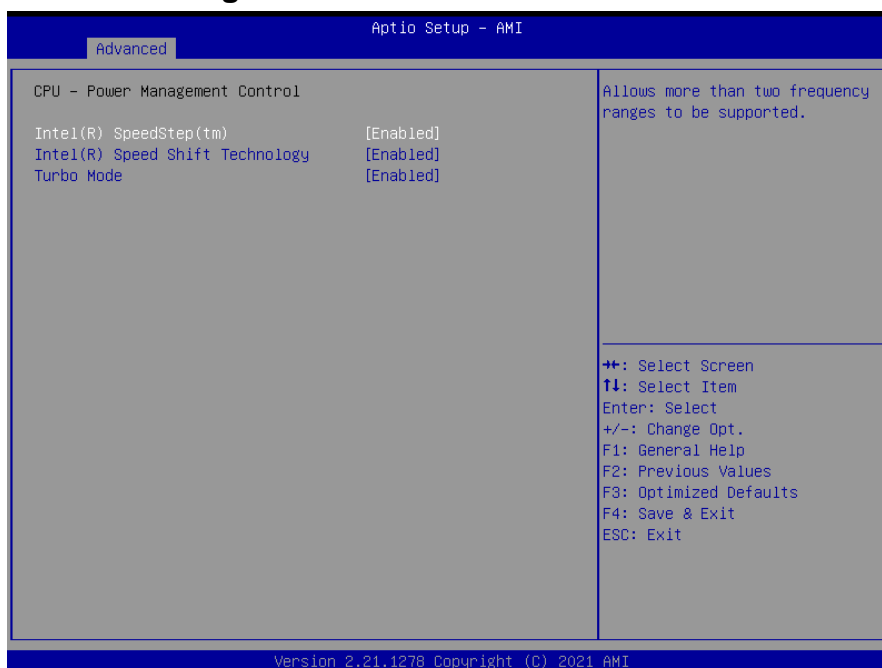 Aptio Setup – AMI
Advanced
CPU – Power Management Control
Intel(R) SpeedStep(tm) [Enabled]
Intel(R) Speed Shift Technology [Enabled]
Turbo Mode [Enabled]
Allows more than two frequency
ranges to be supported.
→←: Select Screen
↑↓: Select Item
Enter: Select
+/-: Change Opt.
F1: General Help
F2: Previous Values
F3: Optimized Defaults
F4: Save & Exit
ESC: Exit
Version 2.21.1278 Copyright (C) 2021 AMI